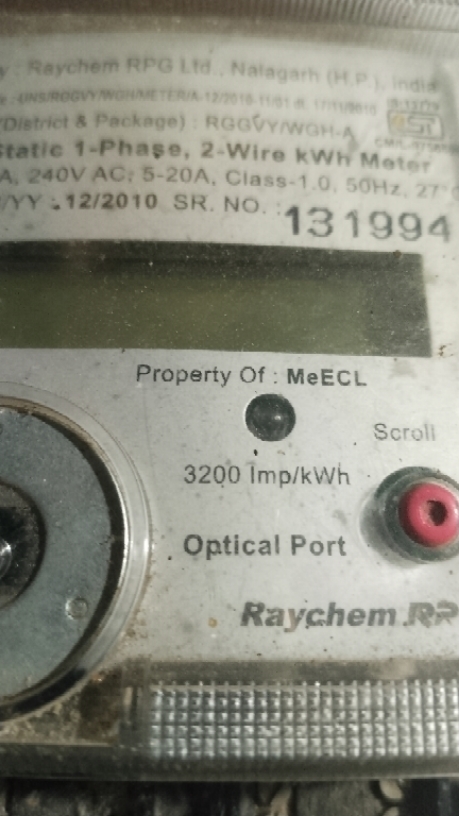 y : Raychem RPG Ltd., Nalagarh (H.P.), India
(District & Package) : RGGVY/WGH-A
Static 1-Phase, 2-Wire kWh Meter
A, 240V AC, 5-20A, Class-1.0, 50Hz, 27°C
/YY : 12/2010 SR. NO. : 131994
Property Of : MeECL
Scroll
3200 Imp/kWh
Optical Port
Raychem RP